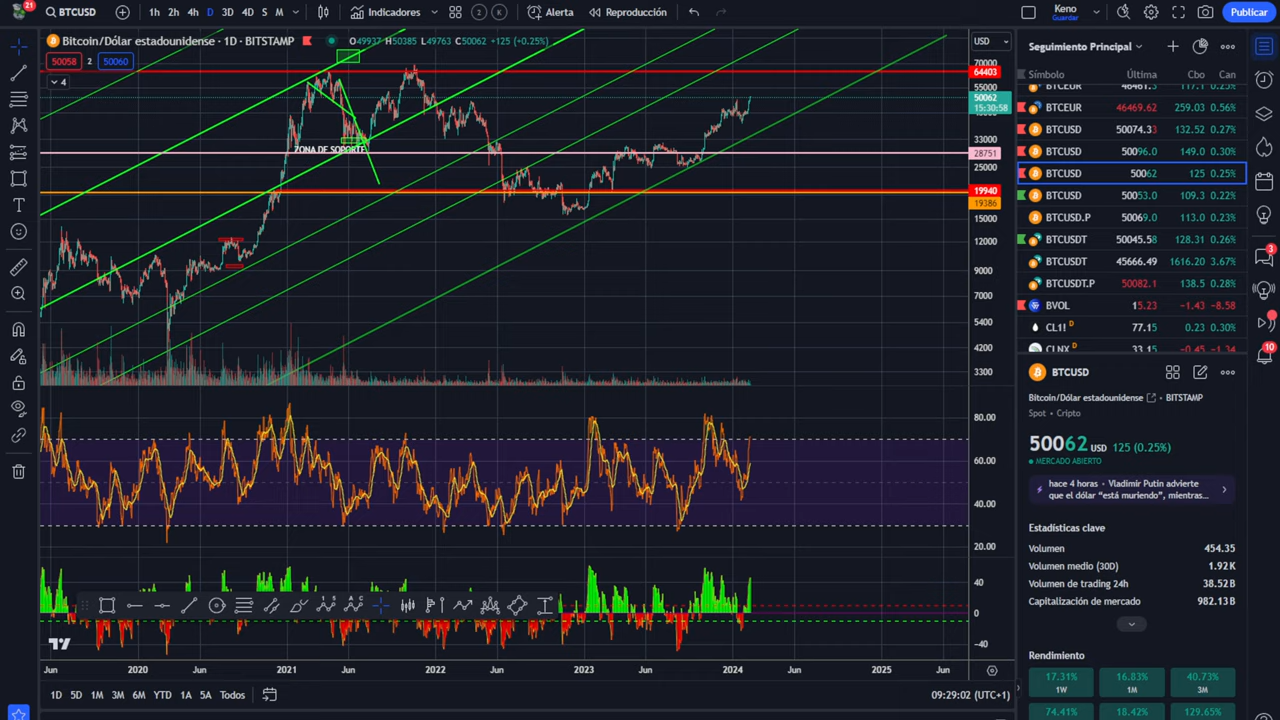 21
BTCUSD
1h 2h 4h D 3D 4D S M
Indicadores
2 K
Alerta
Reproducción
Keno
Guardar
Publicar
Bitcoin/Dólar estadounidense · 1D · BITSTAMP
O49937 H50385 L49763 C50062 +125 (+0.25%)
50058 2 50060
4
ZONA DE SOPORTE
USD
70000
64403
55000
50062
15:30:58
33000
28751
25000
19940
19386
15000
12000
9000
7000
5400
4200
3300
80.00
60.00
40.00
20.00
40
0
−40
Jun 2020 Jun 2021 Jun 2022 Jun 2023 Jun 2024 Jun 2025 Jun
1D 5D 1M 3M 6M YTD 1A 5A Todos
09:29:02 (UTC+1)
Seguimiento Principal
Símbolo Última Cbo Can
BTCEUR 46469.62 259.03 0.56%
BTCUSD 50074.33 132.52 0.27%
BTCUSD 50096.0 149.0 0.30%
BTCUSD 50062 125 0.25%
BTCUSD 50053.0 109.3 0.22%
BTCUSD.P 50069.0 113.0 0.23%
BTCUSDT 50045.58 128.31 0.26%
BTCUSDT 45666.49 1616.20 3.67%
BTCUSDT.P 50082.1 138.5 0.28%
BVOL 15.23 −1.43 −8.58
CL1! D 77.15 0.23 0.30%
CLNX D 33.15 −0.45 −1.34
BTCUSD
Bitcoin/Dólar estadounidense · BITSTAMP
Spot · Cripto
50062 USD 125 (0.25%)
MERCADO ABIERTO
hace 4 horas · Vladimir Putin advierte
que el dólar “está muriendo”, mientras...
Estadísticas clave
Volumen 454.35
Volumen medio (30D) 1.92K
Volumen de trading 24h 38.52B
Capitalización de mercado 982.13B
Rendimiento
17.31% 16.83% 40.73%
1W 1M 3M
74.41% 18.42% 129.65%
3
10